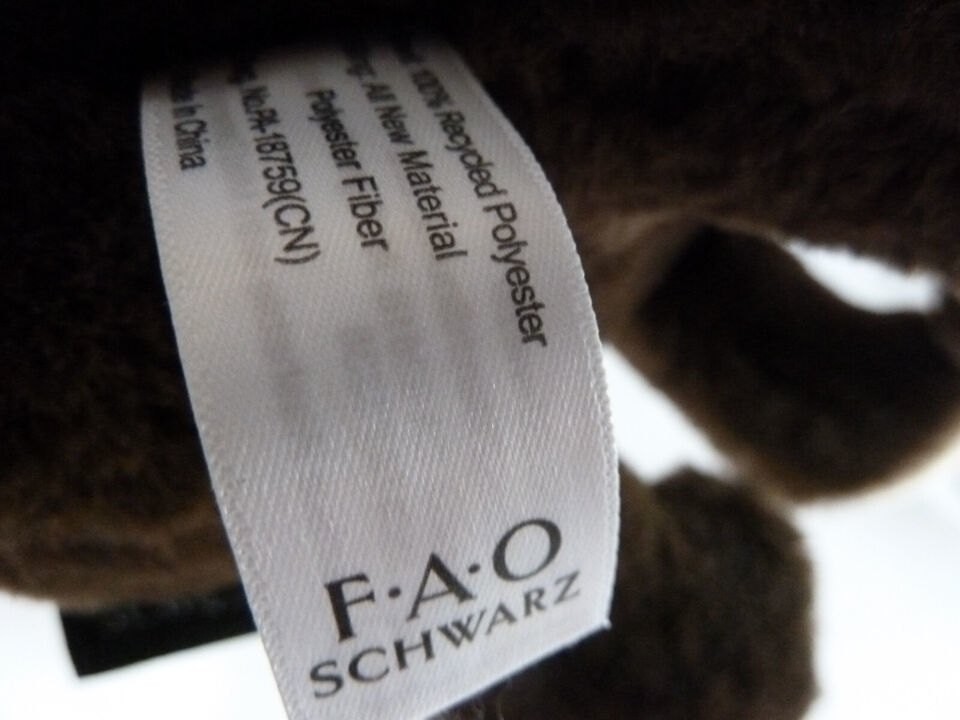 100% Recycled Polyester
All New Material
Polyester Fiber
No.PA-18759(CN)
in China
F·A·O
SCHWARZ